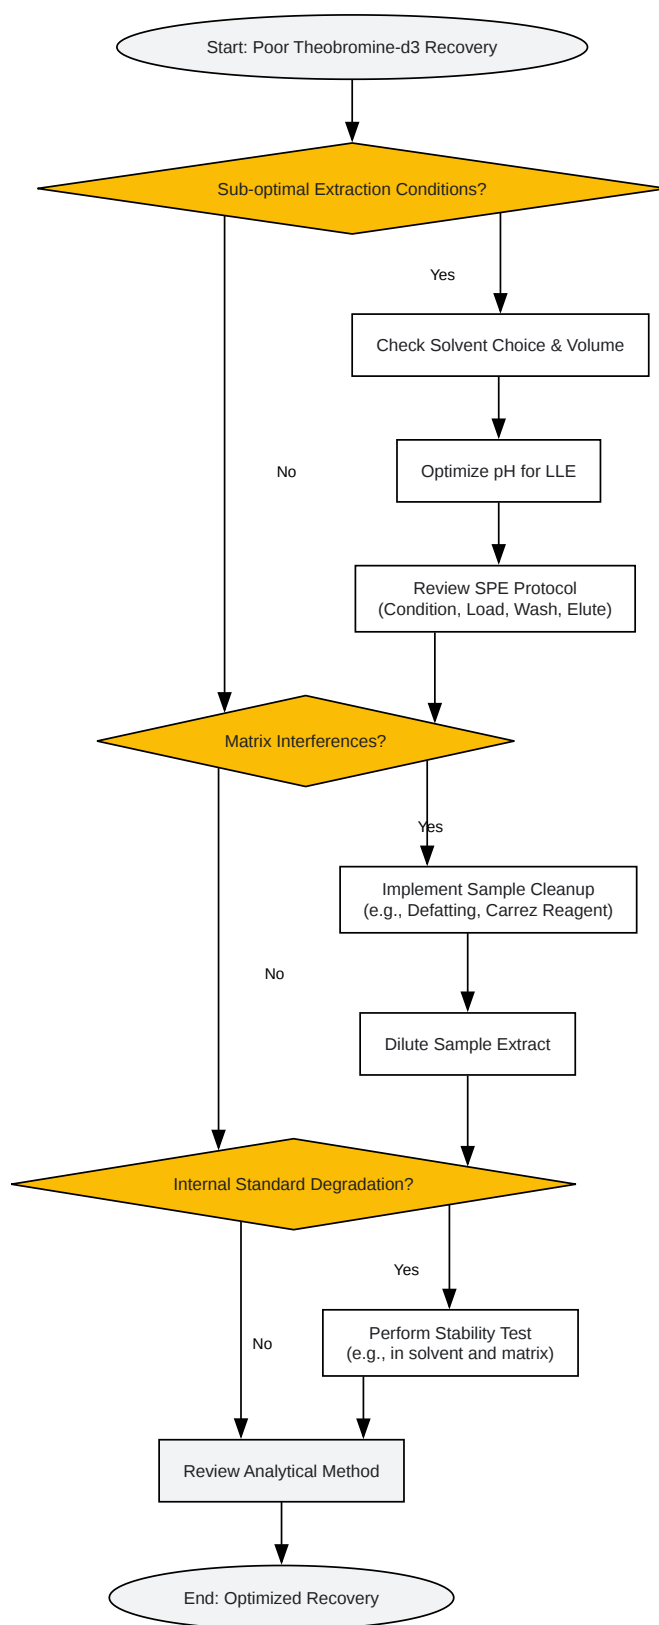 Start: Poor Theobromine-d3 Recovery
Sub-optimal Extraction Conditions?
Yes
Check Solvent Choice & Volume
Optimize pH for LLE
No
Review SPE Protocol
(Condition, Load, Wash, Elute)
Matrix Interferences?
Yes
Implement Sample Cleanup
(e.g., Defatting, Carrez Reagent)
No
Dilute Sample Extract
Internal Standard Degradation?
Yes
Perform Stability Test
(e.g., in solvent and matrix)
No
Review Analytical Method
End: Optimized Recovery